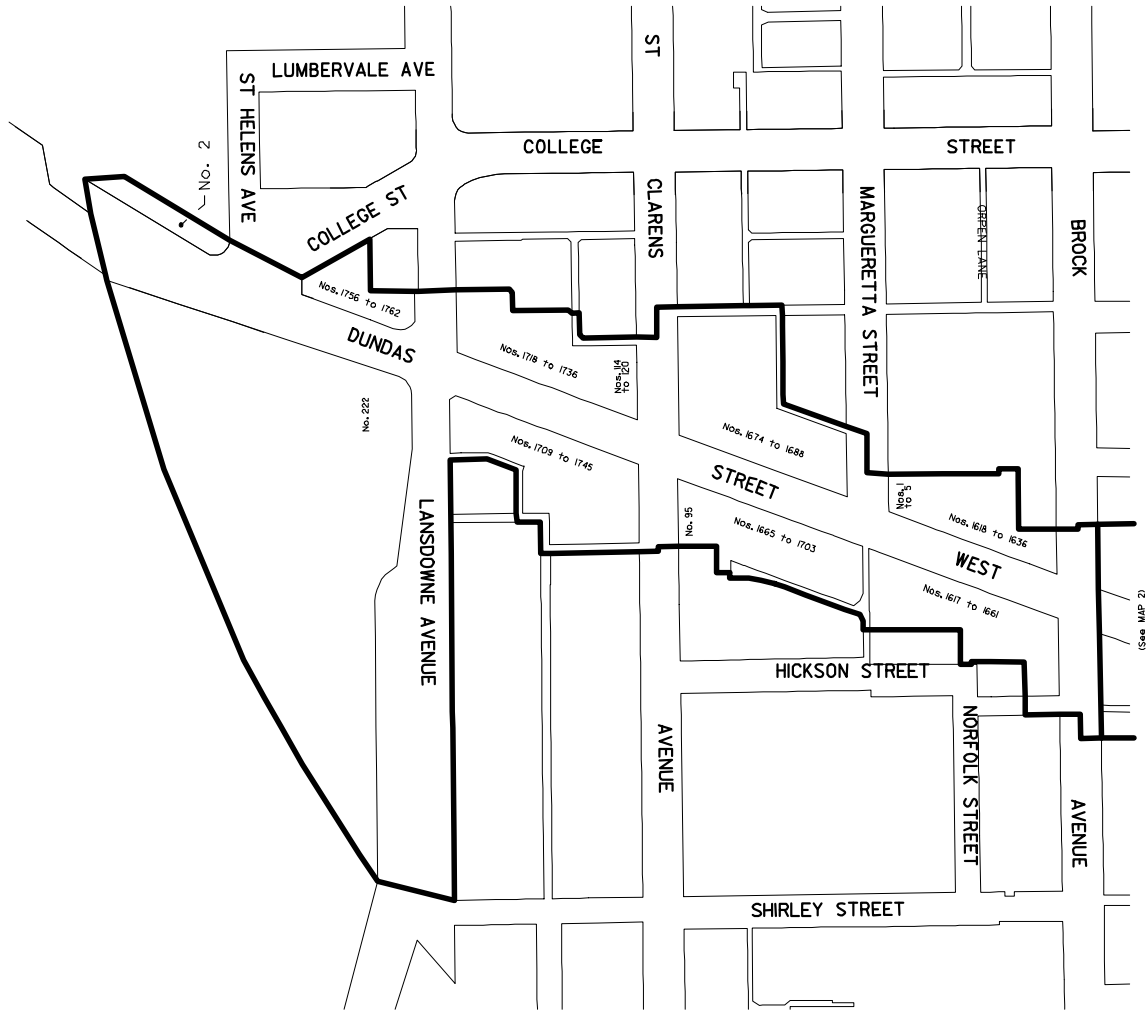 ST
LUMBERVALE AVE
ST HELENS AVE
No. 2
COLLEGE
STREET
COLLEGE ST
CLARENS
MARGUERETTA STREET
ORPEN LANE
BROCK
Nos. 1756 to 1762
DUNDAS
Nos. 1718 to 1736
Nos. 114
to 120
No. 222
Nos. 1709 to 1745
Nos. 1674 to 1688
STREET
Nos. 1
to 5
Nos. 1618 to 1636
LANSDOWNE AVENUE
No. 95
Nos. 1665 to 1703
WEST
Nos. 1617 to 1661
(See MAP 2)
HICKSON STREET
AVENUE
NORFOLK STREET
AVENUE
SHIRLEY STREET